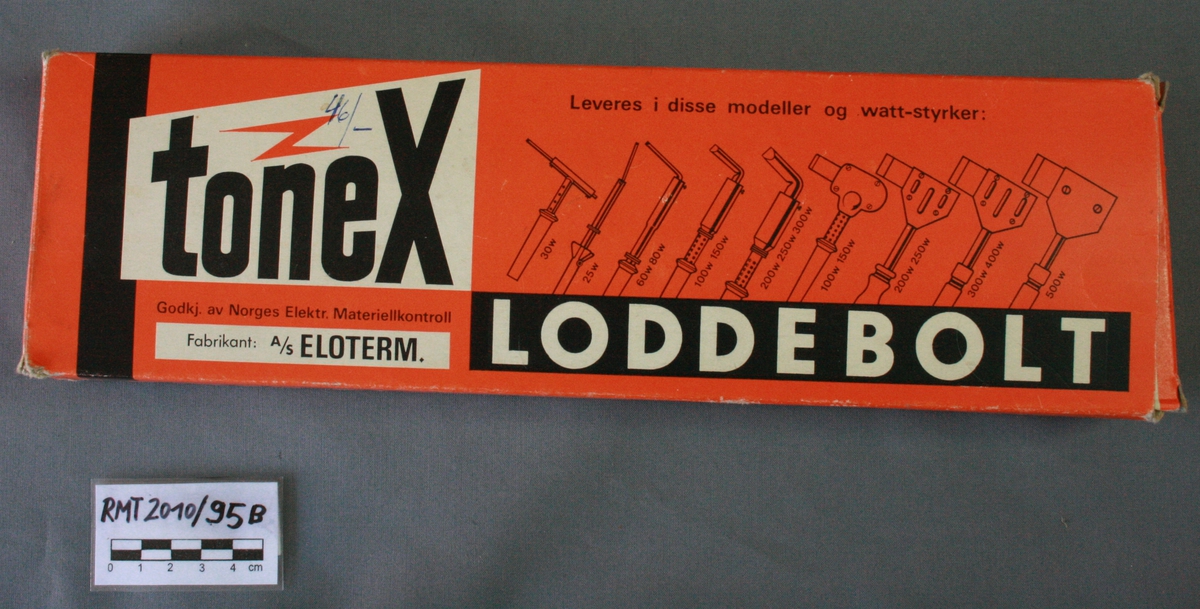 46/-
toneX
Leveres i disse modeller og watt-styrker:
30w
25w
60w 80w
100w 150w
200w 250w 300w
100w 150w
200w 250w
300w 400w
500w
Godkj. av Norges Elektr. Materiellkontroll
Fabrikant: A/S ELOTERM.
LODDEBOLT
RMT 2010/95B
0 1 2 3 4 cm